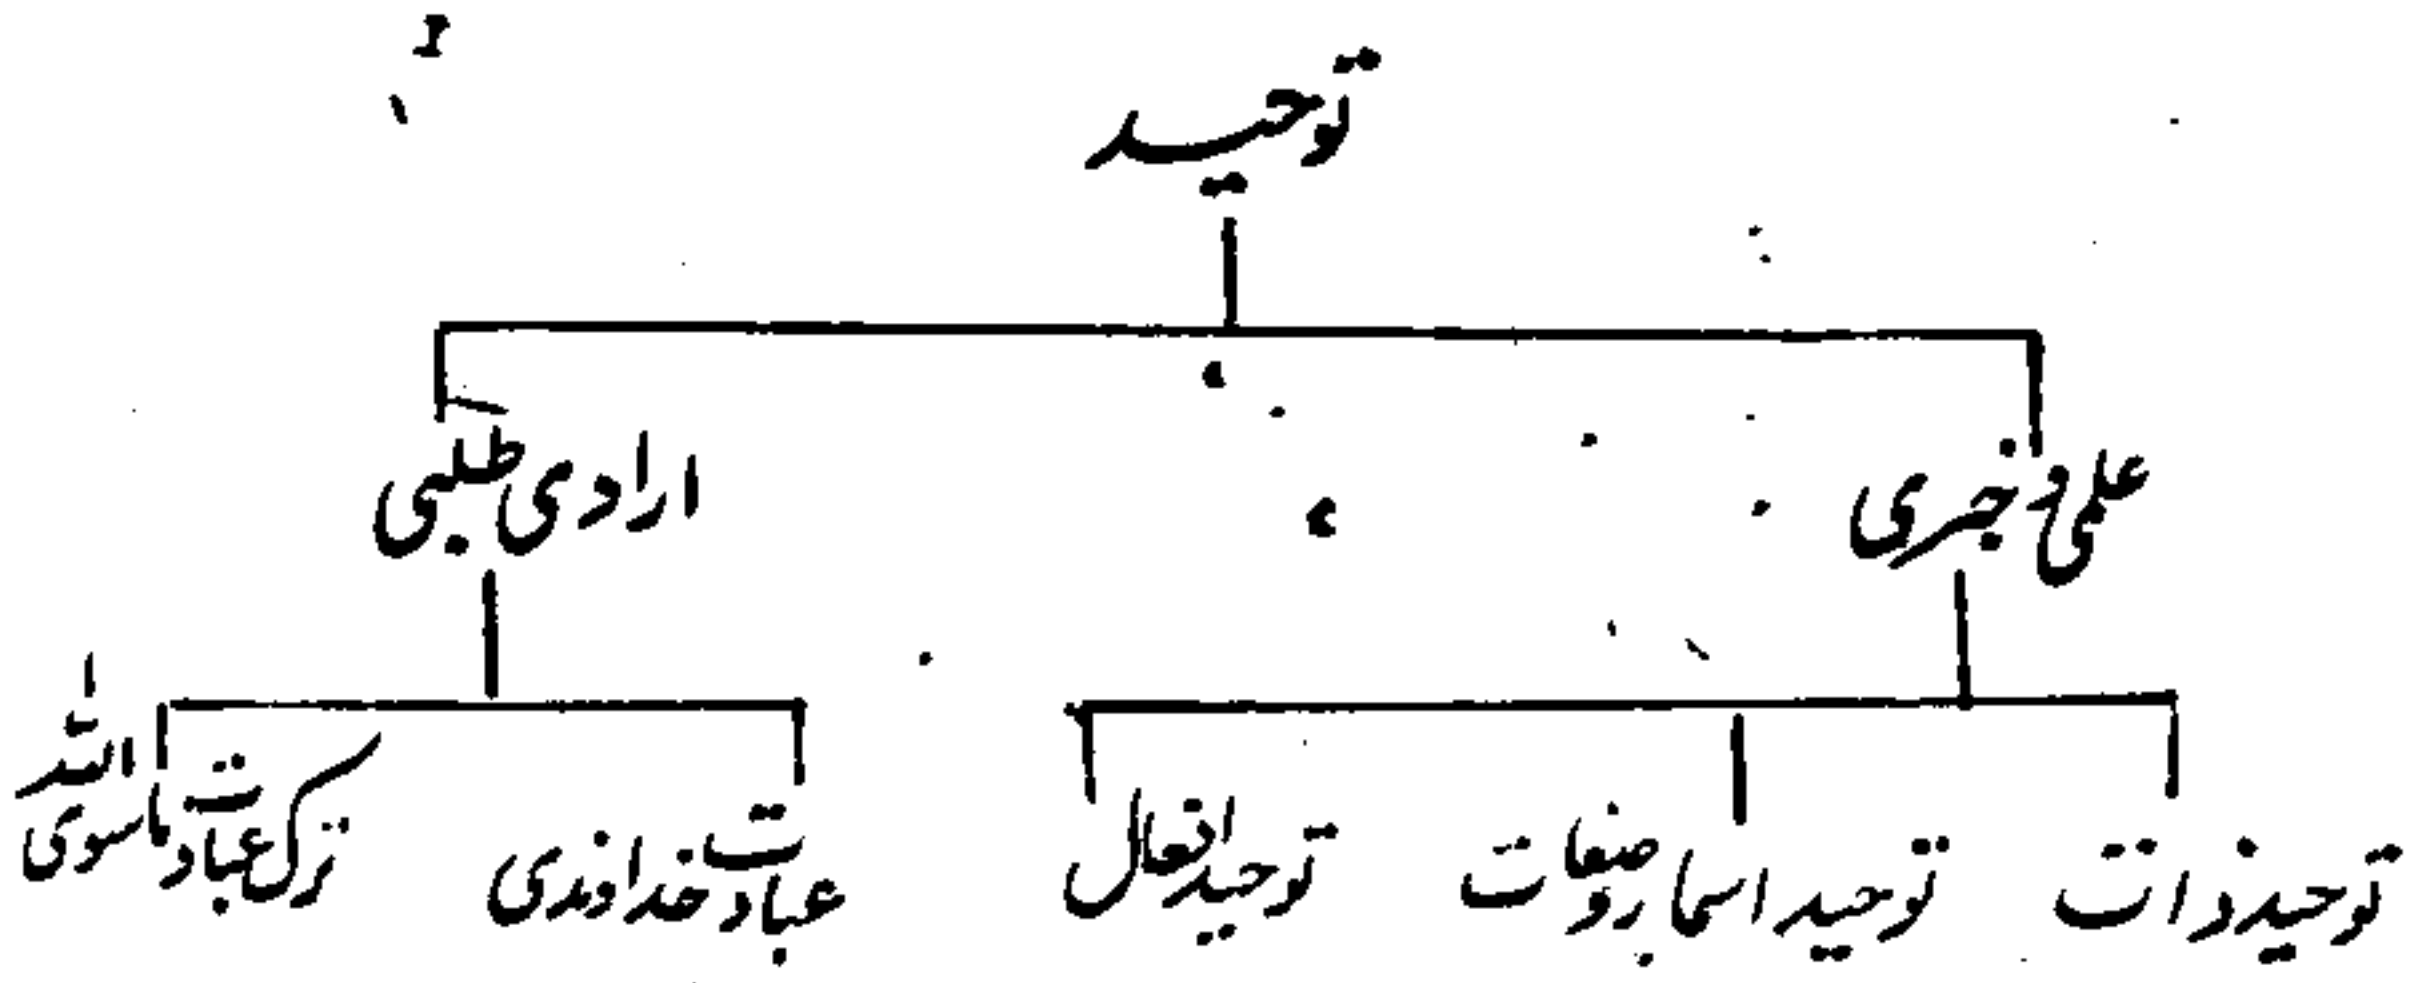 توحید
علمی و خبری
ارادی طلبی
توحید ذات
توحید اسماء و صفات
توحید افعال
عبادت خداوندی
ترک عبادت ماسوی اللہ